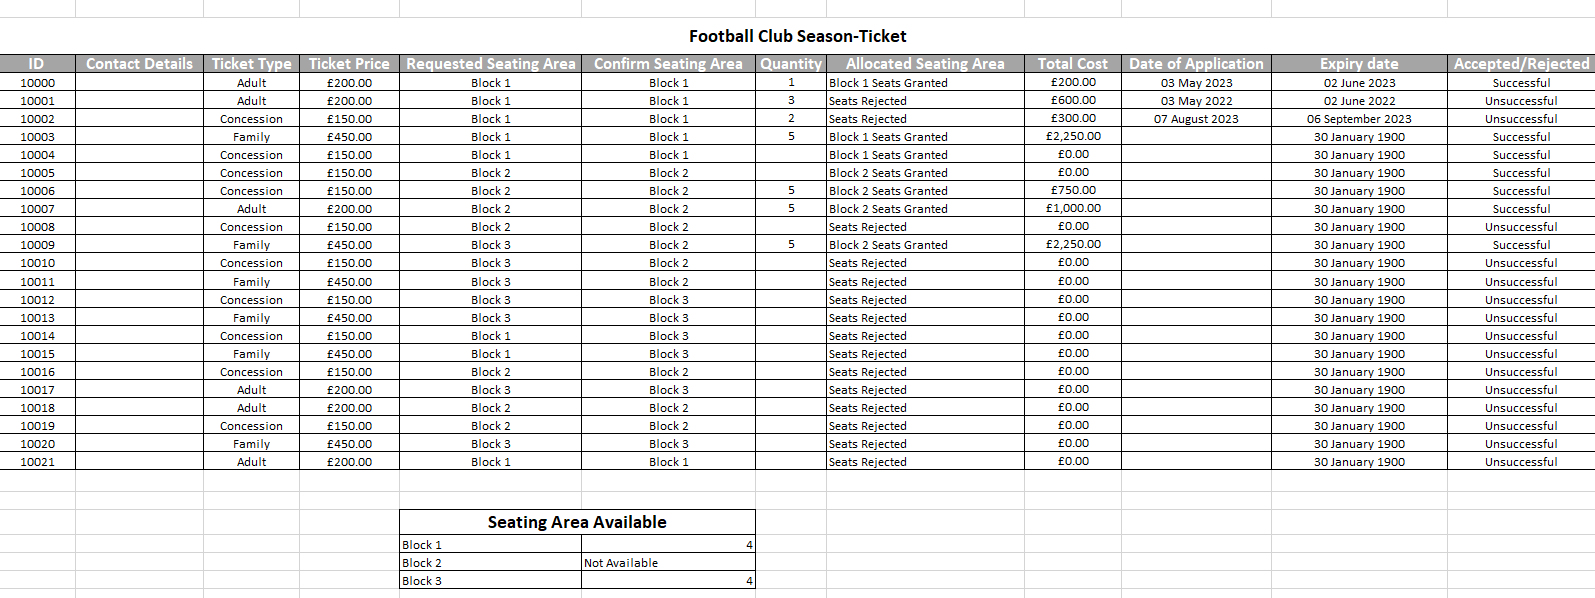 Football Club Season-Ticket
ID Contact Details Ticket Type Ticket Price Requested Seating Area Confirm Seating Area Quantity Allocated Seating Area Total Cost Date of Application Expiry date Accepted/Rejected
10000 Adult £200.00 Block 1 Block 1 1 Block 1 Seats Granted £200.00 03 May 2023 02 June 2023 Successful
10001 Adult £200.00 Block 1 Block 1 3 Seats Rejected £600.00 03 May 2022 02 June 2022 Unsuccessful
10002 Concession £150.00 Block 1 Block 1 2 Seats Rejected £300.00 07 August 2023 06 September 2023 Unsuccessful
10003 Family £450.00 Block 1 Block 1 5 Block 1 Seats Granted £2,250.00 30 January 1900 Successful
10004 Concession £150.00 Block 1 Block 1 Block 1 Seats Granted £0.00 30 January 1900 Successful
10005 Concession £150.00 Block 2 Block 2 Block 2 Seats Granted £0.00 30 January 1900 Successful
10006 Concession £150.00 Block 2 Block 2 5 Block 2 Seats Granted £750.00 30 January 1900 Successful
10007 Adult £200.00 Block 2 Block 2 5 Block 2 Seats Granted £1,000.00 30 January 1900 Successful
10008 Concession £150.00 Block 2 Block 2 Seats Rejected £0.00 30 January 1900 Unsuccessful
10009 Family £450.00 Block 3 Block 2 5 Block 2 Seats Granted £2,250.00 30 January 1900 Successful
10010 Concession £150.00 Block 3 Block 2 Seats Rejected £0.00 30 January 1900 Unsuccessful
10011 Family £450.00 Block 3 Block 2 Seats Rejected £0.00 30 January 1900 Unsuccessful
10012 Concession £150.00 Block 3 Block 3 Seats Rejected £0.00 30 January 1900 Unsuccessful
10013 Family £450.00 Block 3 Block 3 Seats Rejected £0.00 30 January 1900 Unsuccessful
10014 Concession £150.00 Block 1 Block 3 Seats Rejected £0.00 30 January 1900 Unsuccessful
10015 Family £450.00 Block 1 Block 3 Seats Rejected £0.00 30 January 1900 Unsuccessful
10016 Concession £150.00 Block 2 Block 2 Seats Rejected £0.00 30 January 1900 Unsuccessful
10017 Adult £200.00 Block 3 Block 3 Seats Rejected £0.00 30 January 1900 Unsuccessful
10018 Adult £200.00 Block 2 Block 2 Seats Rejected £0.00 30 January 1900 Unsuccessful
10019 Concession £150.00 Block 2 Block 2 Seats Rejected £0.00 30 January 1900 Unsuccessful
10020 Family £450.00 Block 3 Block 3 Seats Rejected £0.00 30 January 1900 Unsuccessful
10021 Adult £200.00 Block 1 Block 1 Seats Rejected £0.00 30 January 1900 Unsuccessful
Seating Area Available
Block 1 4
Block 2 Not Available
Block 3 4